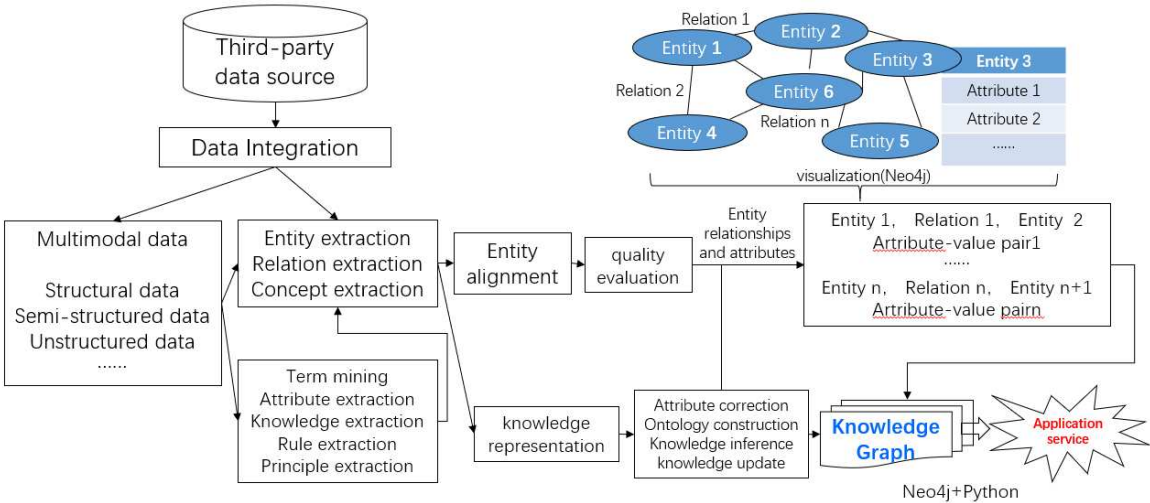 Third-party
data source
Data Integration
Multimodal data
Structural data
Semi-structured data
Unstructured data
......
Entity extraction
Relation extraction
Concept extraction
Term mining
Attribute extraction
Knowledge extraction
Rule extraction
Principle extraction
Entity
alignment
quality
evaluation
knowledge
representation
Attribute correction
Ontology construction
Knowledge inference
knowledge update
Entity
relationships
and attributes
Relation 1
Entity 1
Entity 2
Entity 3
Relation 2
Entity 6
Relation n
Entity 4
Entity 5
Entity 3
Attribute 1
Attribute 2
......
visualization(Neo4j)
Entity 1, Relation 1, Entity 2
Artribute-value pair1
......
Entity n, Relation n, Entity n+1
Artribute-value pairn
Knowledge
Graph
Application
service
Neo4j+Python